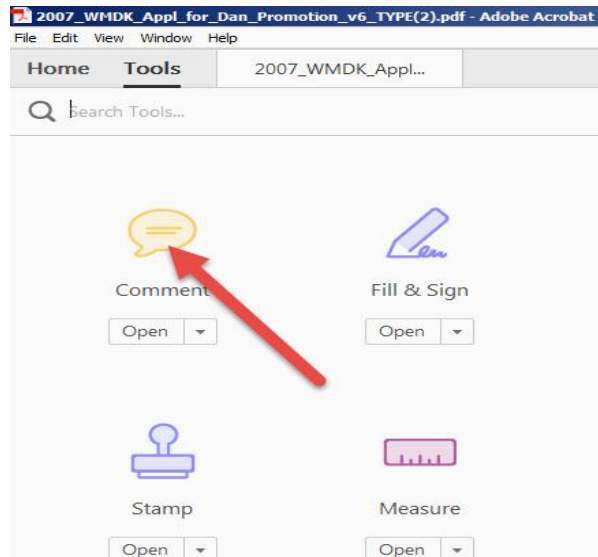 2007_WMDK_Appl_for_Dan_Promotion_v6_TYPE(2).pdf - Adobe Acrobat
File Edit View Window Help
Home Tools 2007_WMDK_Appl...
Search Tools...
Comment Fill & Sign
Open Open
Stamp Measure
Open Open